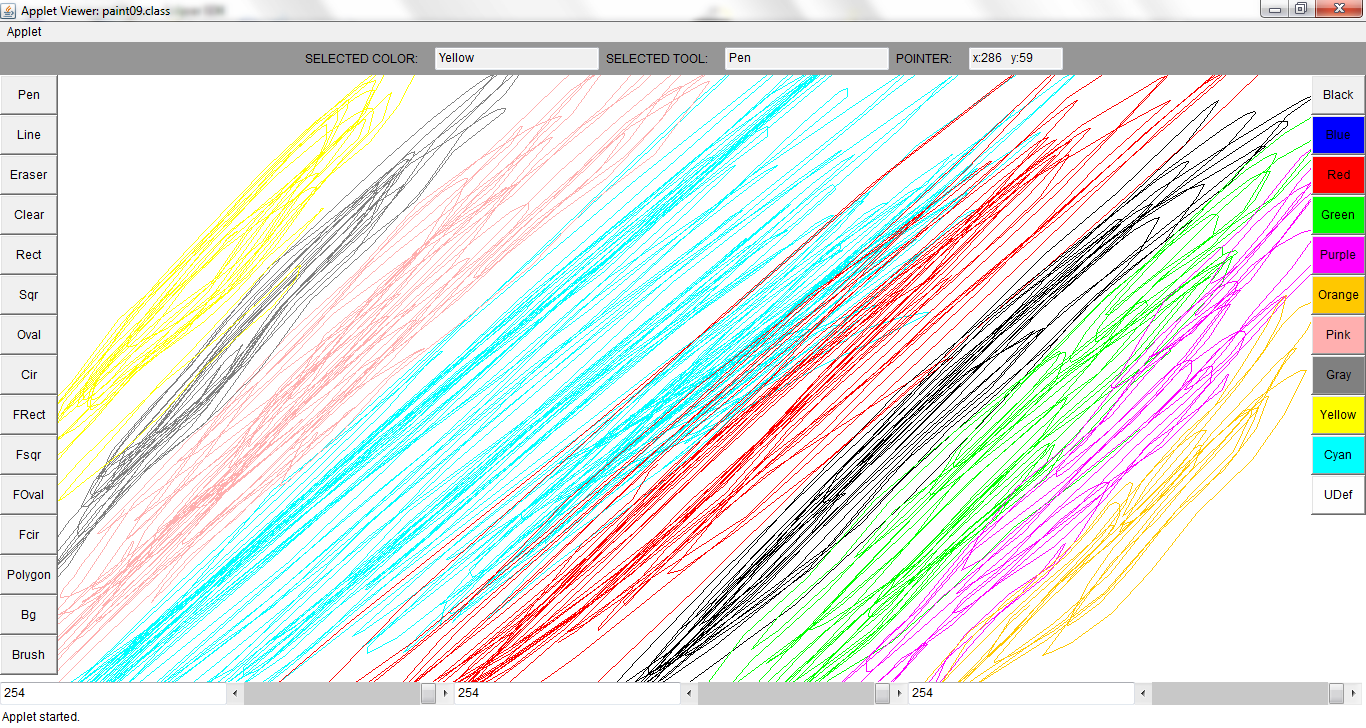 Applet Viewer: paint09.class
Applet
SELECTED COLOR: Yellow SELECTED TOOL: Pen POINTER: x:286 y:59
Pen
Line
Eraser
Clear
Rect
Sqr
Oval
Cir
FRect
Fsqr
FOval
Fcir
Polygon
Bg
Brush
Black
Blue
Red
Green
Purple
Orange
Pink
Gray
Yellow
Cyan
UDef
254 254 254
Applet started.